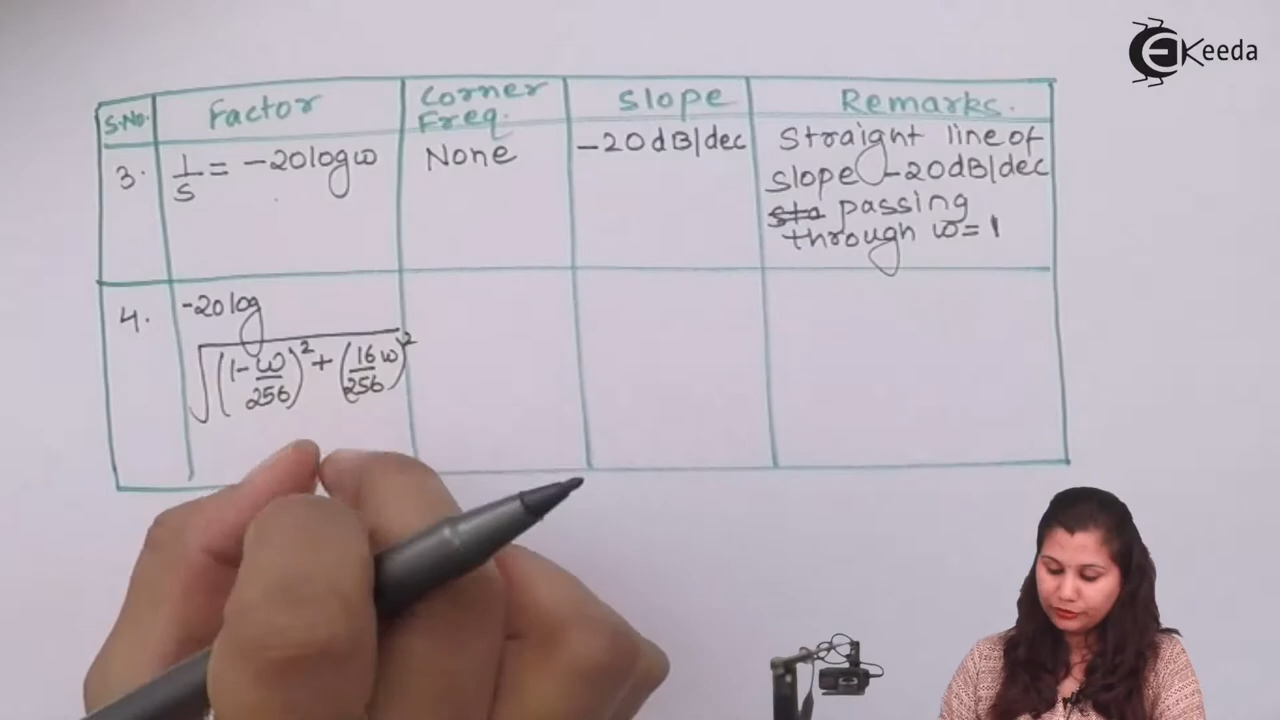 Keeda
S.No.
Factor
Corner
Freq.
Slope
Remarks.
3.
1/S = -20logω
None
-20dB/dec
Straight line of
slope -20dB/dec
passing
through ω=1
4.
-20log
√((1-ω/256)² + (16ω/256)²)